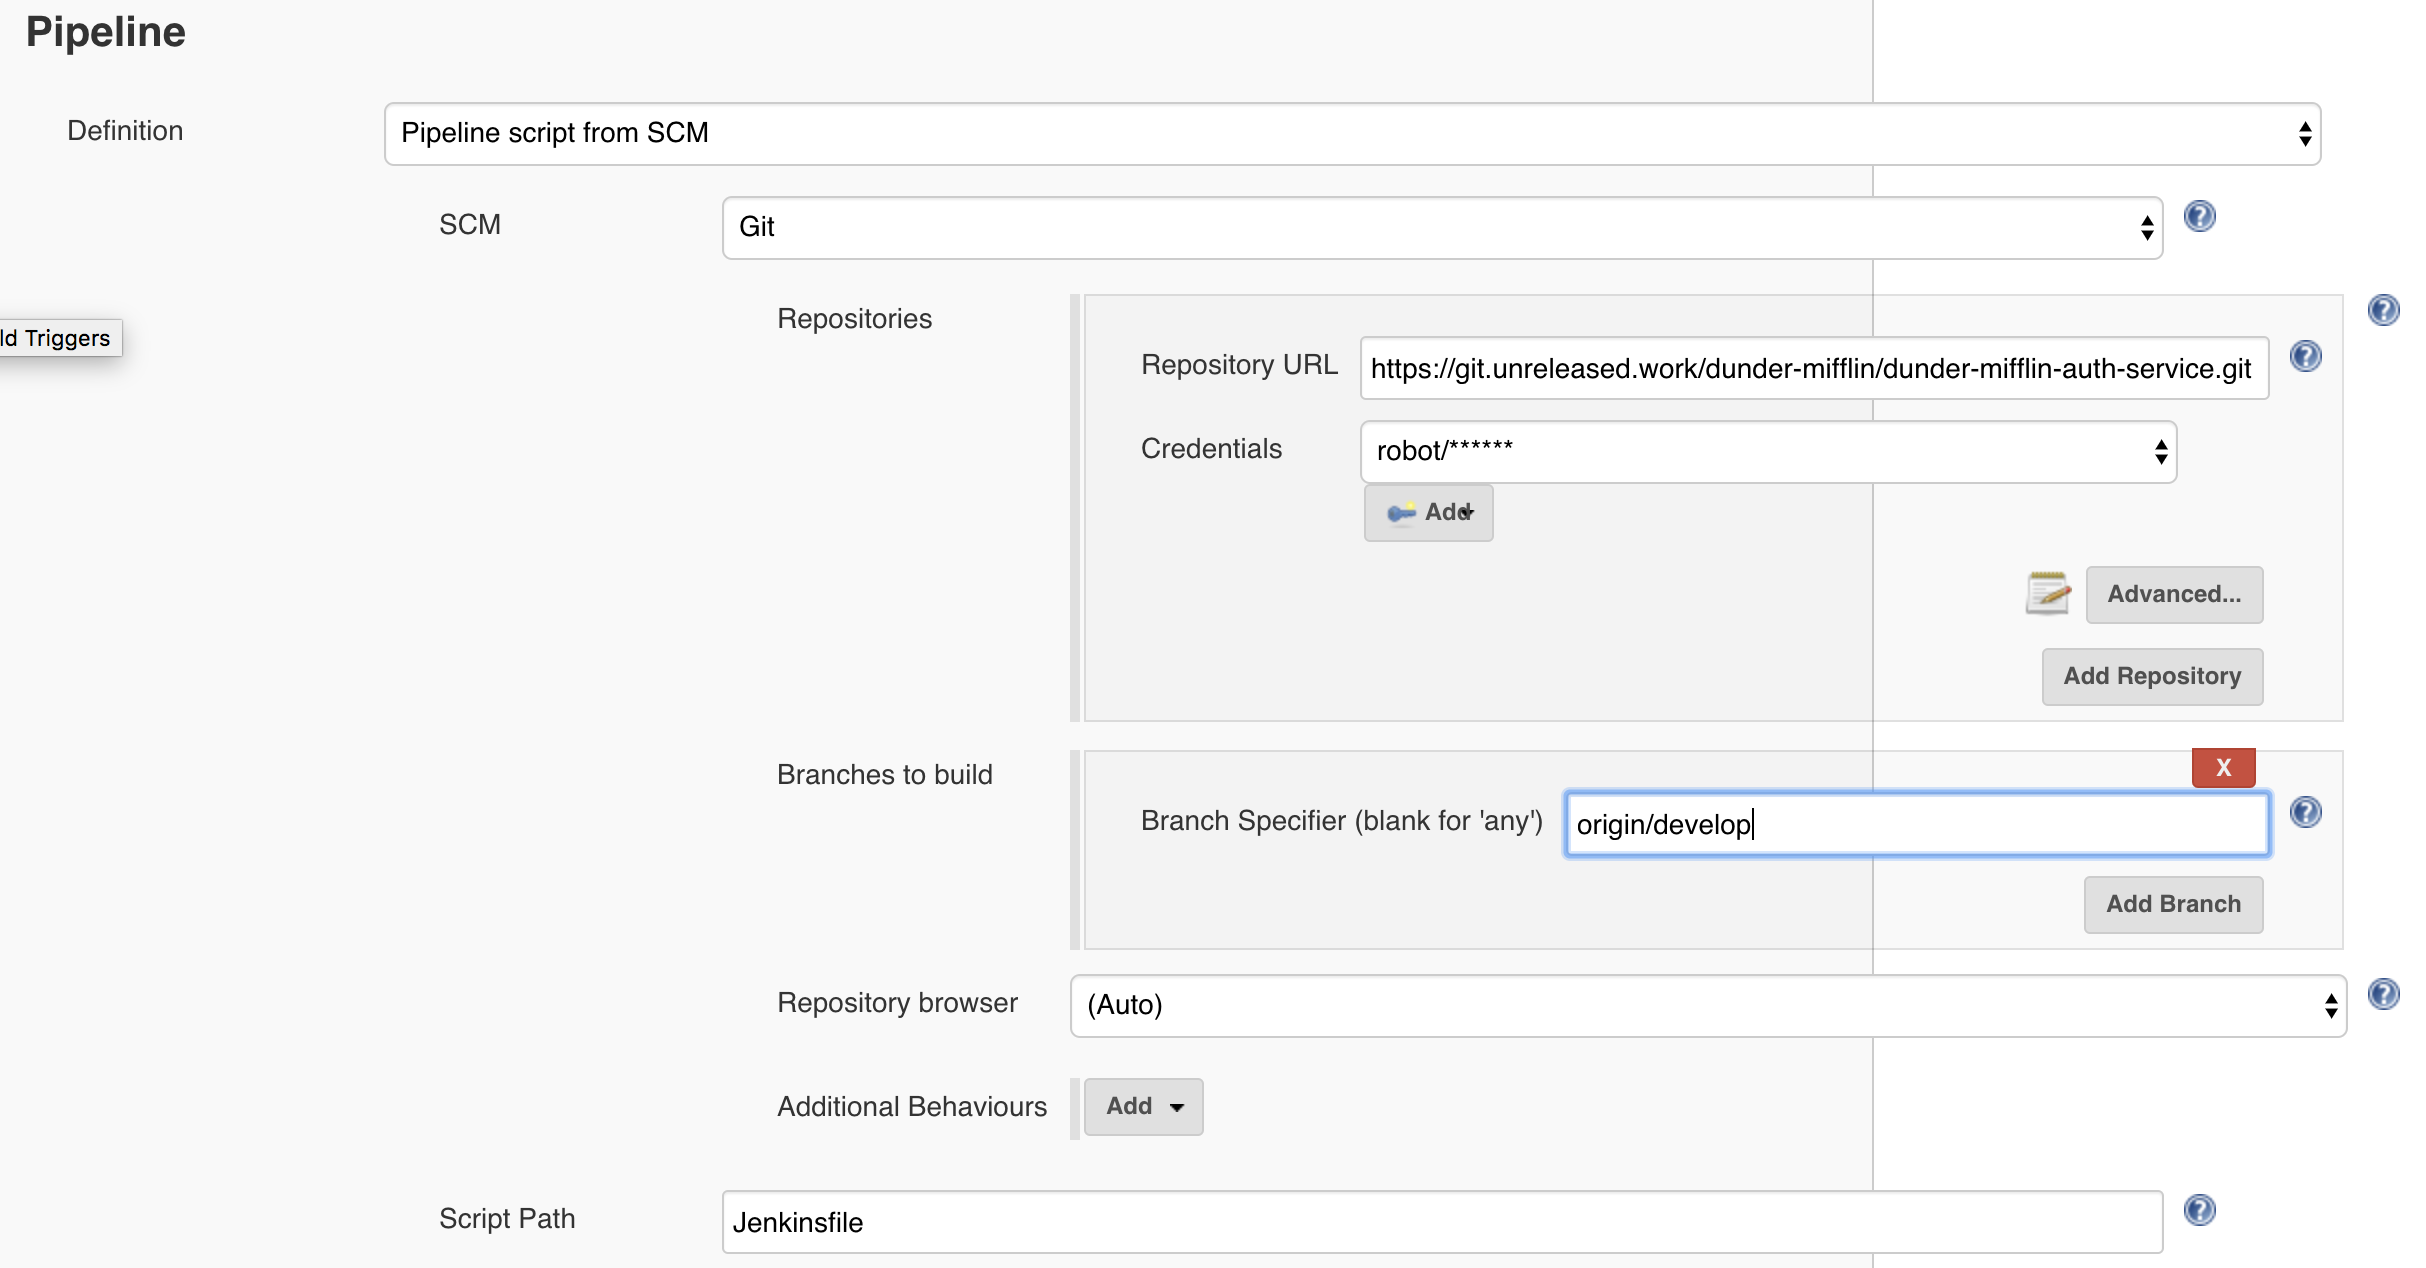 Pipeline
Definition
Pipeline script from SCM
SCM
Git
Repositories
ld Triggers
Repository URL
https://git.unreleased.work/dunder-mifflin/dunder-mifflin-auth-service.git
Credentials
robot/******
Add
Advanced...
Add Repository
Branches to build
X
Branch Specifier (blank for 'any')
origin/develop
Add Branch
Repository browser
(Auto)
Additional Behaviours
Add
Script Path
Jenkinsfile